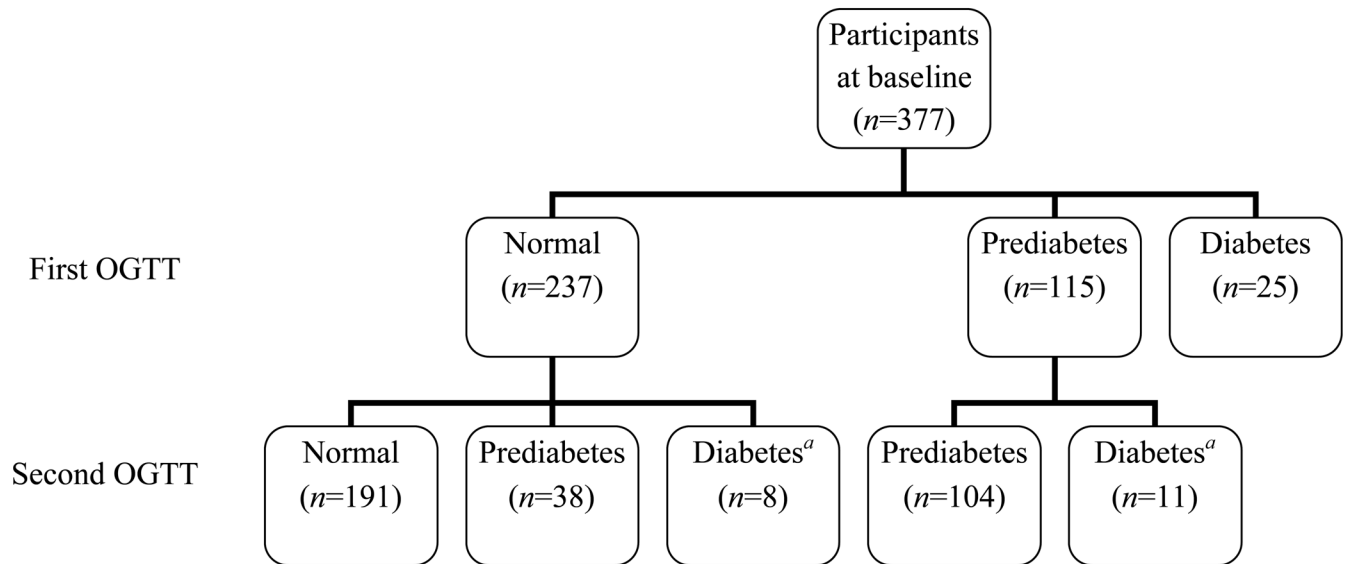 Participants
at baseline
(n=377)
First OGTT
Normal
(n=237)
Prediabetes
(n=115)
Diabetes
(n=25)
Second OGTT
Normal
(n=191)
Prediabetes
(n=38)
Diabetesᵃ
(n=8)
Prediabetes
(n=104)
Diabetesᵃ
(n=11)